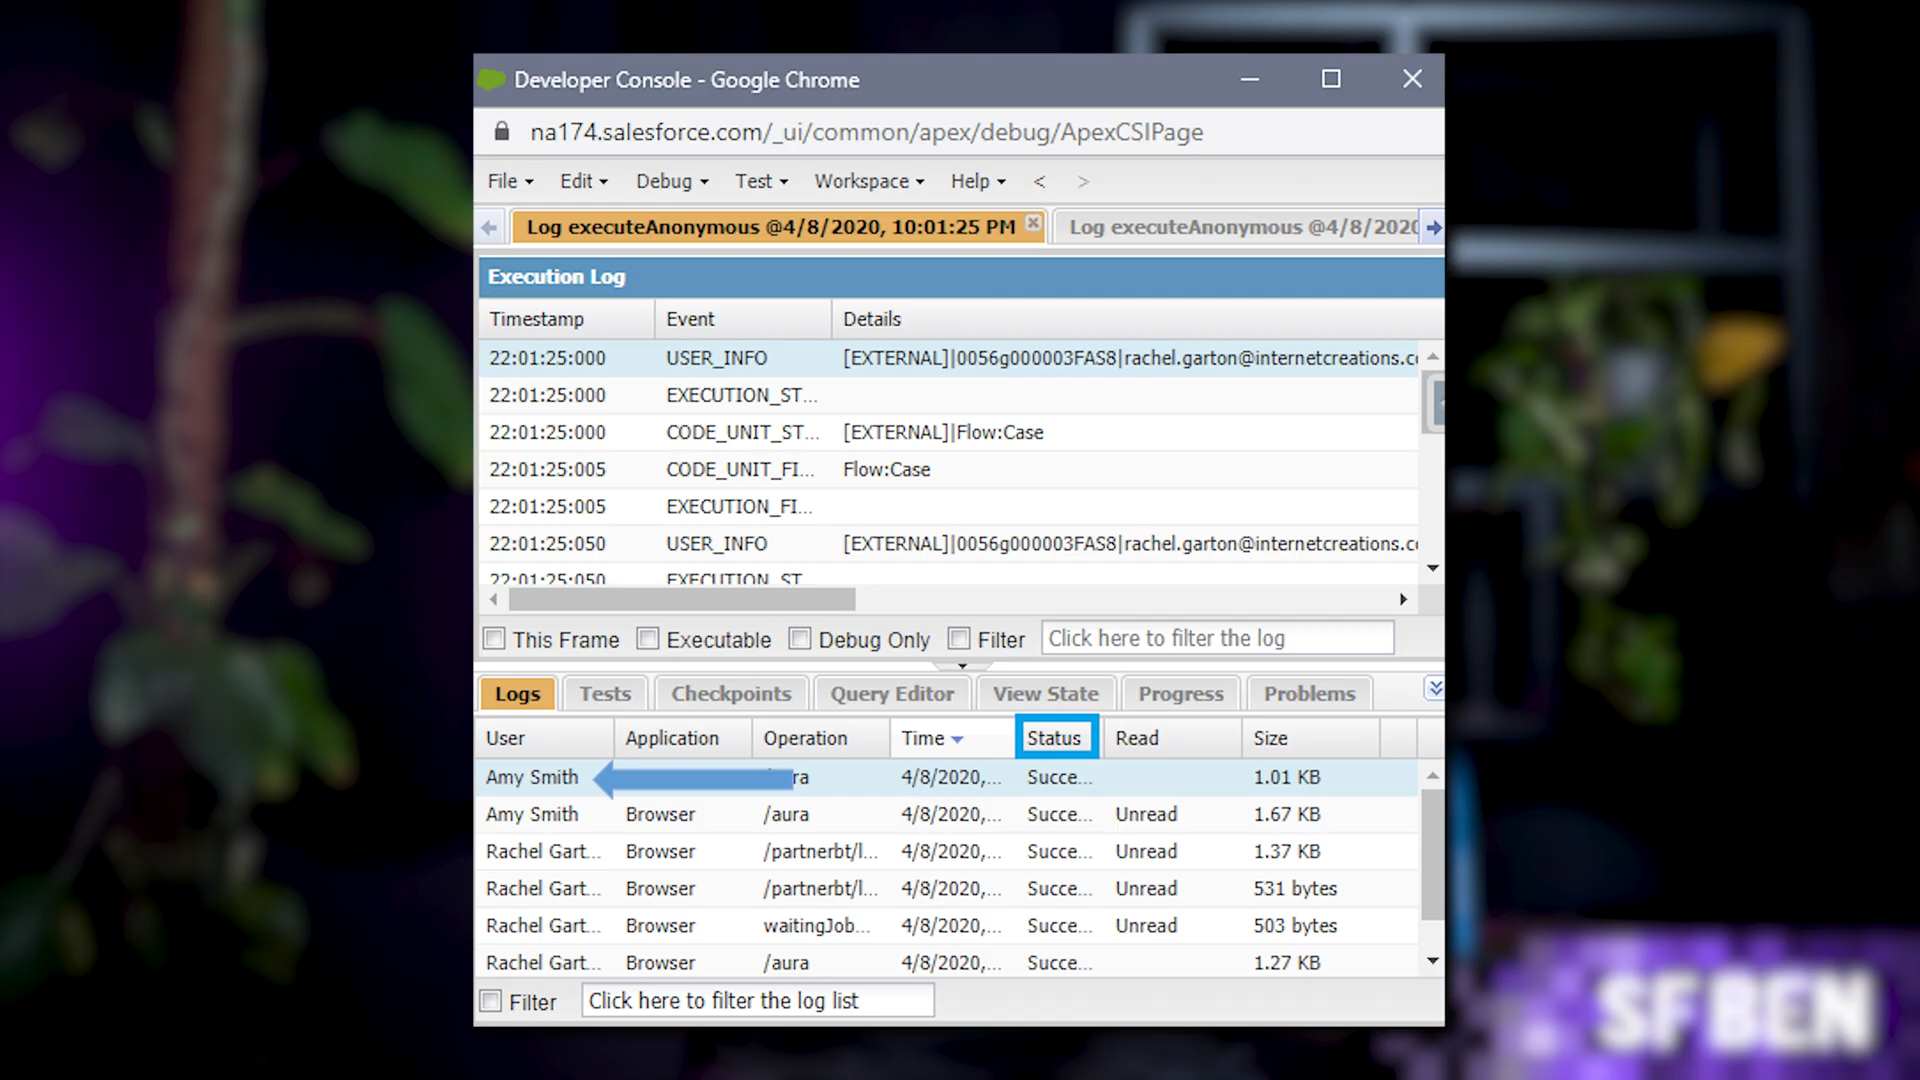 Developer Console - Google Chrome
na174.salesforce.com/_ui/common/apex/debug/ApexCSIPage
File Edit Debug Test Workspace Help < >
Log executeAnonymous @4/8/2020, 10:01:25 PM Log executeAnonymous @4/8/2020
Execution Log
Timestamp Event Details
22:01:25:000 USER_INFO [EXTERNAL]|0056g000003FAS8|rachel.garton@internetcreations.c
22:01:25:000 EXECUTION_ST...
22:01:25:000 CODE_UNIT_ST... [EXTERNAL]|Flow:Case
22:01:25:005 CODE_UNIT_FI... Flow:Case
22:01:25:005 EXECUTION_FI...
22:01:25:050 USER_INFO [EXTERNAL]|0056g000003FAS8|rachel.garton@internetcreations.c
22:01:25:050 EXECUTION_ST
This Frame Executable Debug Only Filter Click here to filter the log
Logs Tests Checkpoints Query Editor View State Progress Problems
User Application Operation Time Status Read Size
Amy Smith ra 4/8/2020,... Succe... 1.01 KB
Amy Smith Browser /aura 4/8/2020,... Succe... Unread 1.67 KB
Rachel Gart... Browser /partnerbt/l... 4/8/2020,... Succe... Unread 1.37 KB
Rachel Gart... Browser /partnerbt/l... 4/8/2020,... Succe... Unread 531 bytes
Rachel Gart... Browser waitingJob... 4/8/2020,... Succe... Unread 503 bytes
Rachel Gart... Browser /aura 4/8/2020,... Succe... 1.27 KB
Filter Click here to filter the log list
SFBEN